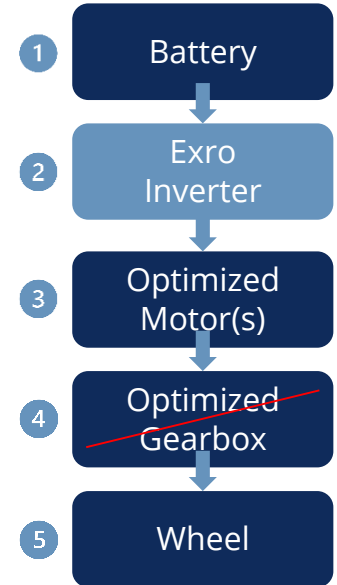 1
Battery
2
Exro
Inverter
3
Optimized
Motor(s)
4
Optimized
Gearbox
5
Wheel